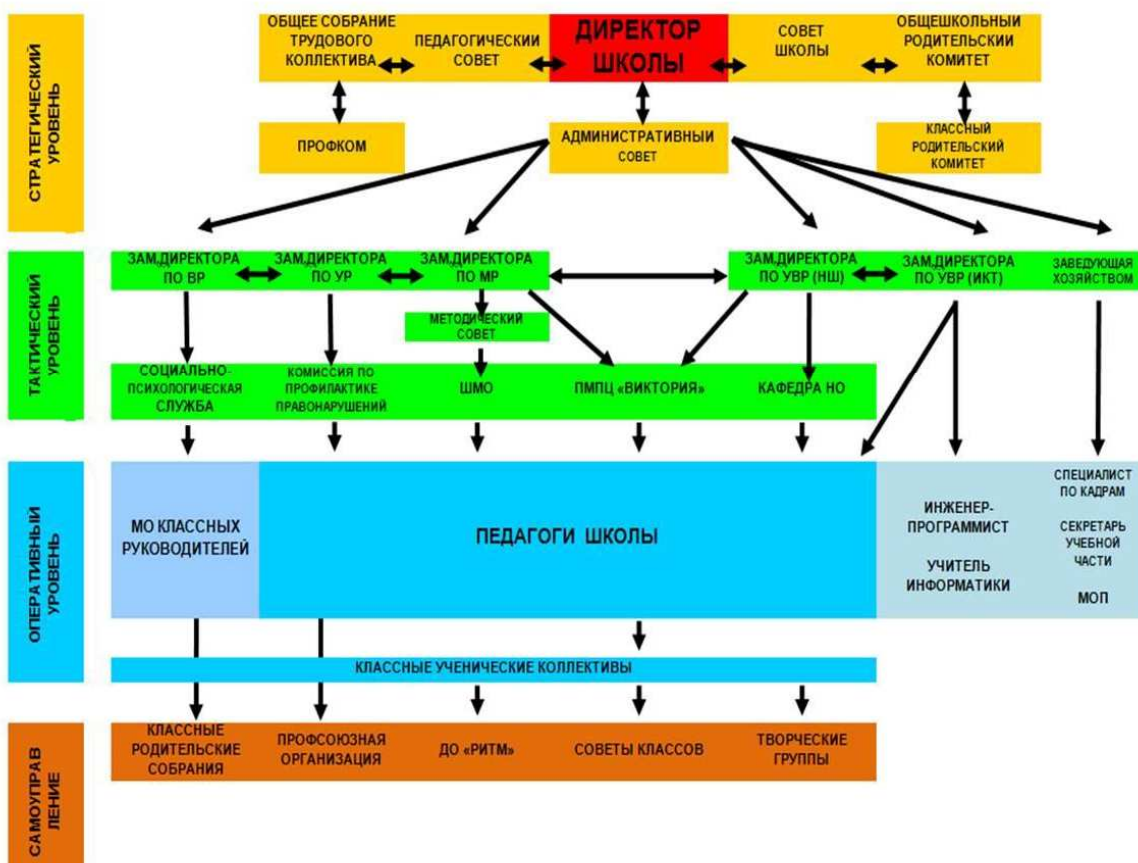 СТРАТЕГИЧЕСКИЙ
УРОВЕНЬ
ОБЩЕЕ СОБРАНИЕ
ТРУДОВОГО
КОЛЛЕКТИВА
ПЕДАГОГИЧЕСКИЙ
СОВЕТ
ДИРЕКТОР
ШКОЛЫ
СОВЕТ
ШКОЛЫ
ОБЩЕШКОЛЬНЫЙ
РОДИТЕЛЬСКИЙ
КОМИТЕТ
ПРОФКОМ
АДМИНИСТРАТИВНЫЙ
СОВЕТ
КЛАССНЫЙ
РОДИТЕЛЬСКИЙ
КОМИТЕТ
ТАКТИЧЕСКИЙ
УРОВЕНЬ
ЗАМ,ДИРЕКТОРА
ПО ВР
ЗАМ,ДИРЕКТОРА
ПО УР
ЗАМ,ДИРЕКТОРА
ПО МР
ЗАМ,ДИРЕКТОРА
ПО УВР (НШ)
ЗАМ,ДИРЕКТОРА
ПО УВР (ИКТ)
ЗАВЕДУЮЩАЯ
ХОЗЯЙСТВОМ
МЕТОДИЧЕСКИЙ
СОВЕТ
СОЦИАЛЬНО-
ПСИХОЛОГИЧЕСКАЯ
СЛУЖБА
КОМИССИЯ ПО
ПРОФИЛАКТИКЕ
ПРАВОНАРУШЕНИЙ
ШМО
ПМПЦ «ВИКТОРИЯ»
КАФЕДРА НО
ОПЕРАТИВНЫЙ
УРОВЕНЬ
МО КЛАССНЫХ
РУКОВОДИТЕЛЕЙ
ПЕДАГОГИ ШКОЛЫ
ИНЖЕНЕР-
ПРОГРАММИСТ
УЧИТЕЛЬ
ИНФОРМАТИКИ
СПЕЦИАЛИСТ
ПО КАДРАМ
СЕКРЕТАРЬ
УЧЕБНОЙ
ЧАСТИ
МОП
КЛАССНЫЕ УЧЕНИЧЕСКИЕ КОЛЛЕКТИВЫ
САМОУПРАВ
ЛЕНИЕ
КЛАССНЫЕ
РОДИТЕЛЬСКИЕ
СОБРАНИЯ
ПРОФСОЮЗНАЯ
ОРГАНИЗАЦИЯ
ДО «РИТМ»
СОВЕТЫ КЛАССОВ
ТВОРЧЕСКИЕ
ГРУППЫ